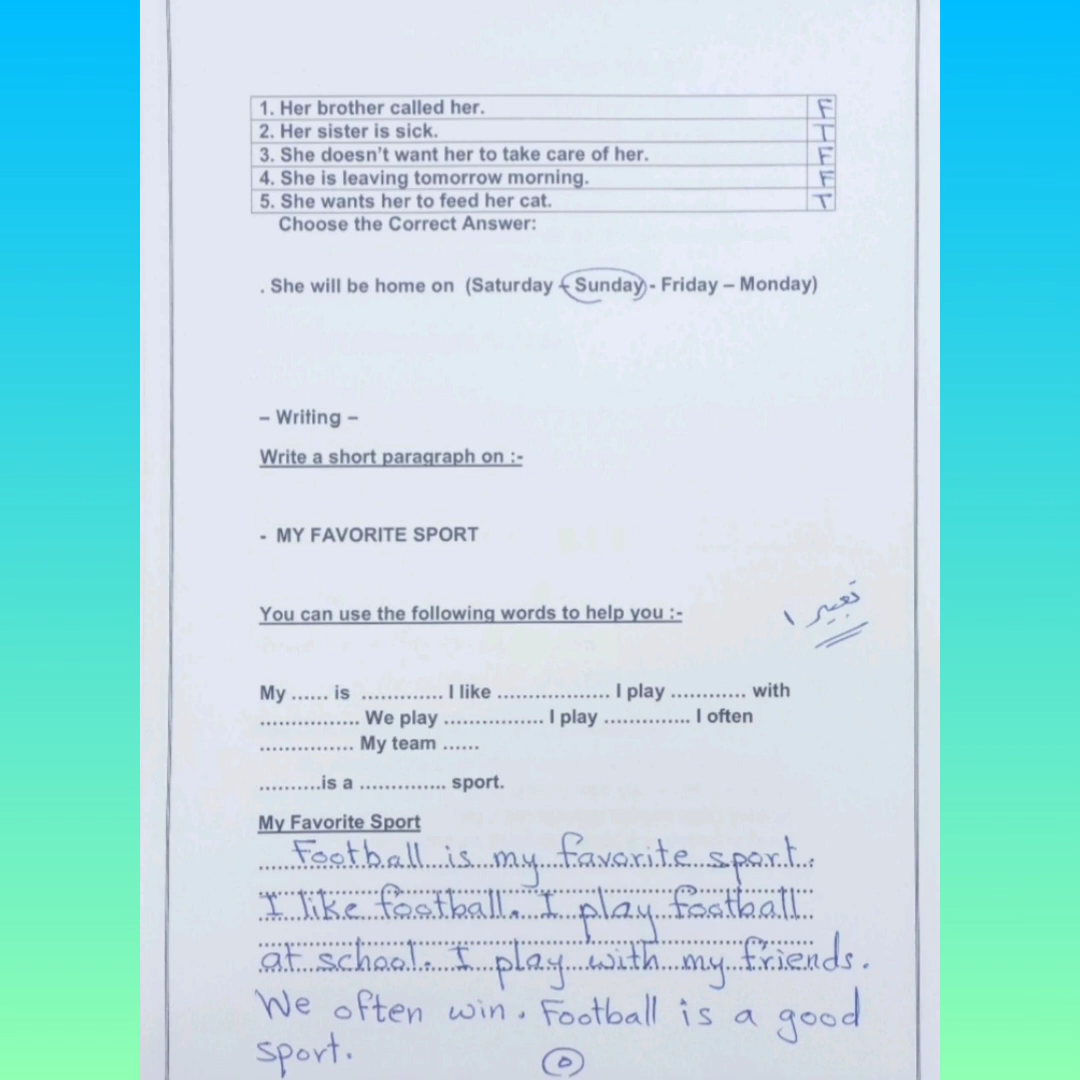 1. Her brother called her. F
2. Her sister is sick. T
3. She doesn't want her to take care of her. F
4. She is leaving tomorrow morning. F
5. She wants her to feed her cat. T
Choose the Correct Answer:
. She will be home on (Saturday – Sunday - Friday – Monday)
– Writing –
Write a short paragraph on :-
- MY FAVORITE SPORT
You can use the following words to help you :-
تعبير ١
My ...... is ............. I like .................. I play ............ with
................ We play ................ I play .............. I often
............... My team ......
..........is a .............. sport.
My Favorite Sport
Football is my favorite sport.
I like football. I play football
at school. I play with my friends.
We often win. Football is a good
sport.
٥